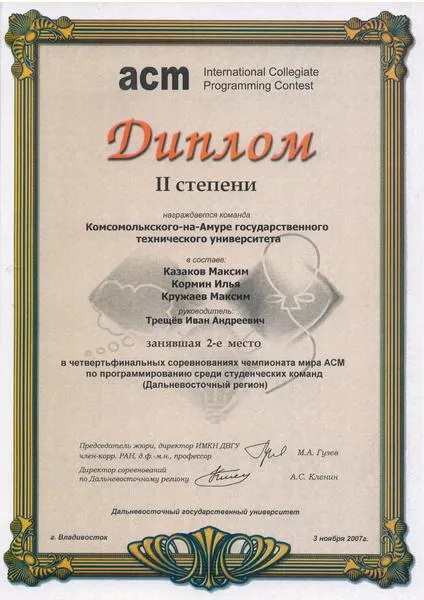 acm International Collegiate
Programming Contest
Диплом
II степени
награждается команда
Комсомолькского-на-Амуре государственного
технического университета
в составе:
Казаков Максим
Кормин Илья
Кружаев Максим
руководитель:
Трещёв Иван Андреевич
занявшая 2-е место
в четвертьфинальных соревнованиях чемпионата мира АСМ
по программированию среди студенческих команд
(Дальневосточный регион)
Председатель жюри, директор ИМКН ДВГУ
член-корр. РАН, д.ф.-м.н., профессор М.А. Гузев
Директор соревнований
по Дальневосточному региону А.С. Кленин
Дальневосточный государственный университет
г. Владивосток 3 ноября 2007г.